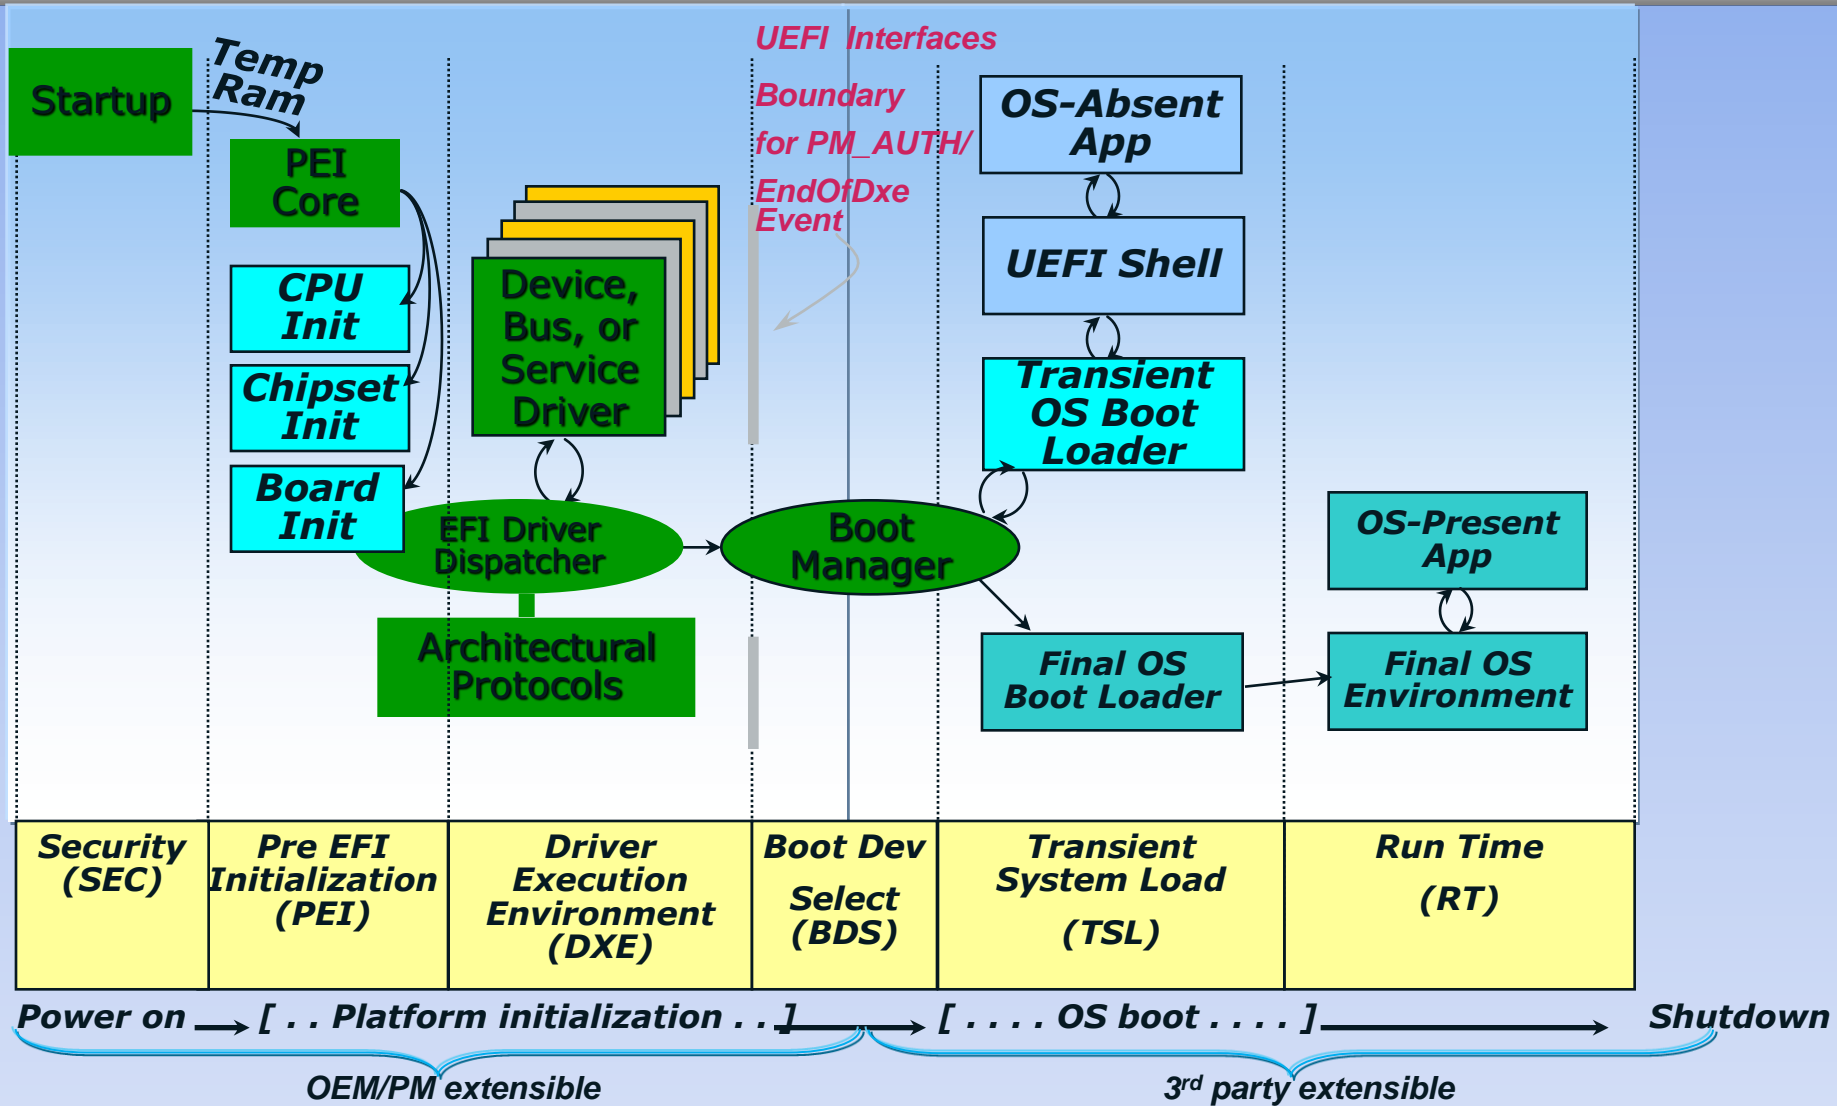 Startup
Temp
Ram
PEI
Core
CPU
Init
Chipset
Init
Board
Init
Device,
Bus, or
Service
Driver
EFI Driver
Dispatcher
Architectural
Protocols
UEFI Interfaces
Boundary
for PM_AUTH/
EndOfDxe
Event
Boot
Manager
OS-Absent
App
UEFI Shell
Transient
OS Boot
Loader
Final OS
Boot Loader
OS-Present
App
Final OS
Environment
Security
(SEC)
Pre EFI
Initialization
(PEI)
Driver
Execution
Environment
(DXE)
Boot Dev
Select
(BDS)
Transient
System Load
(TSL)
Run Time
(RT)
Power on [ . . Platform initialization . . ] [ . . . . OS boot . . . . ] Shutdown
OEM/PM extensible
3rd party extensible